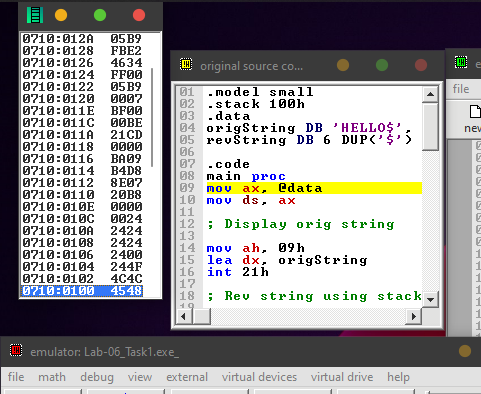 0710:012A 05B9
0710:0128 FBE2
0710:0126 4634
0710:0124 FF00
0710:0122 05B9
0710:0120 0007
0710:011E BF00
0710:011C 00BE
0710:011A 21CD
0710:0118 0000
0710:0116 BA09
0710:0114 B4D8
0710:0112 8E07
0710:0110 20B8
0710:010E 0000
0710:010C 0024
0710:010A 2424
0710:0108 2424
0710:0106 2400
0710:0104 244F
0710:0102 4C4C
0710:0100 4548
original source co...
01 .model small
02 .stack 100h
03 .data
04 origString DB 'HELLO$',
05 revString DB 6 DUP('$')
06
07 .code
08 main proc
09 mov ax, @data
10 mov ds, ax
11
12 ; Display orig string
13
14 mov ah, 09h
15 lea dx, origString
16 int 21h
17
18 ; Rev string using stack
e
file
new
emulator: Lab-06_Task1.exe_
file math debug view external virtual devices virtual drive help